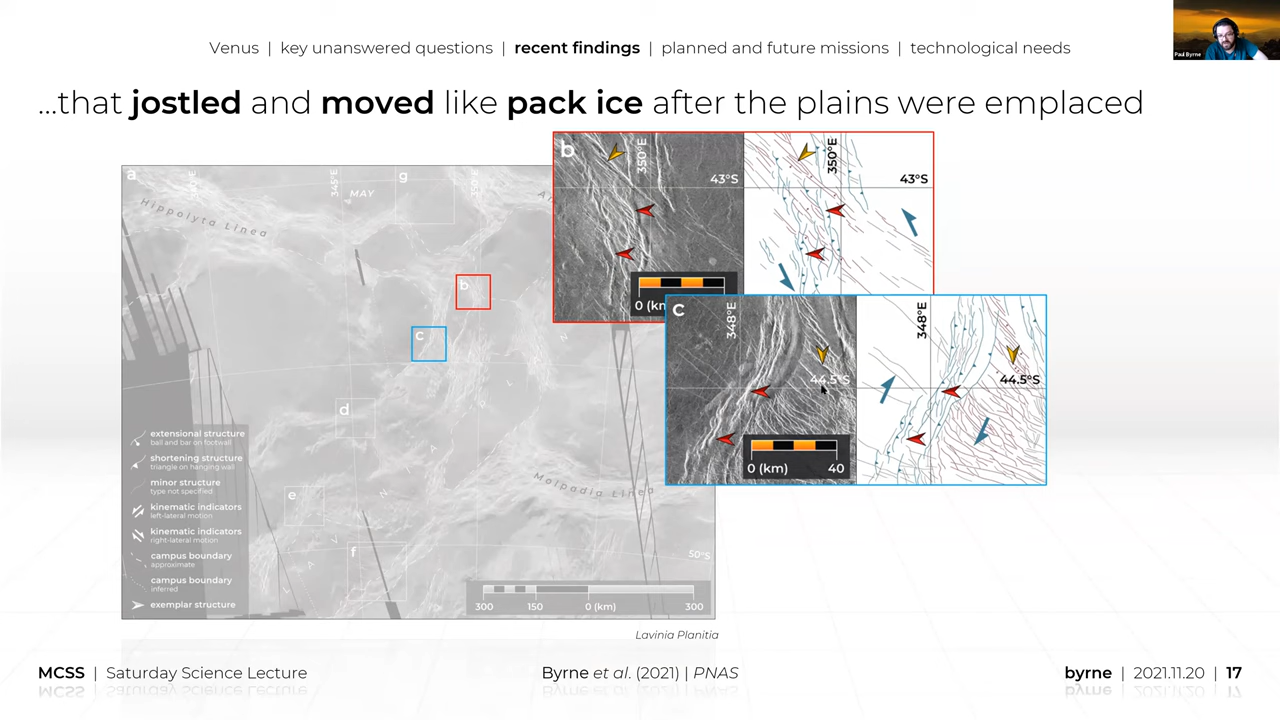 Venus | key unanswered questions | recent findings | planned and future missions | technological needs
Paul Byrne
...that jostled and moved like pack ice after the plains were emplaced
a
345°E
MAY
g
Hippolyta Linea
b
c
d
e
f
Molpadia Linea
50°S
extensional structure
ball and bar on footwall
shortening structure
triangle on hanging wall
minor structure
type not specified
kinematic indicators
left-lateral motion
kinematic indicators
right-lateral motion
campus boundary
approximate
campus boundary
inferred
exemplar structure
300 150 0 (km) 300
b
350°E
43°S
350°E
43°S
0 (km
c
348°E
44.5°S
0 (km) 40
348°E
44.5°S
Lavinia Planitia
MCSS | Saturday Science Lecture
Byrne et al. (2021) | PNAS
byrne | 2021.11.20 | 17